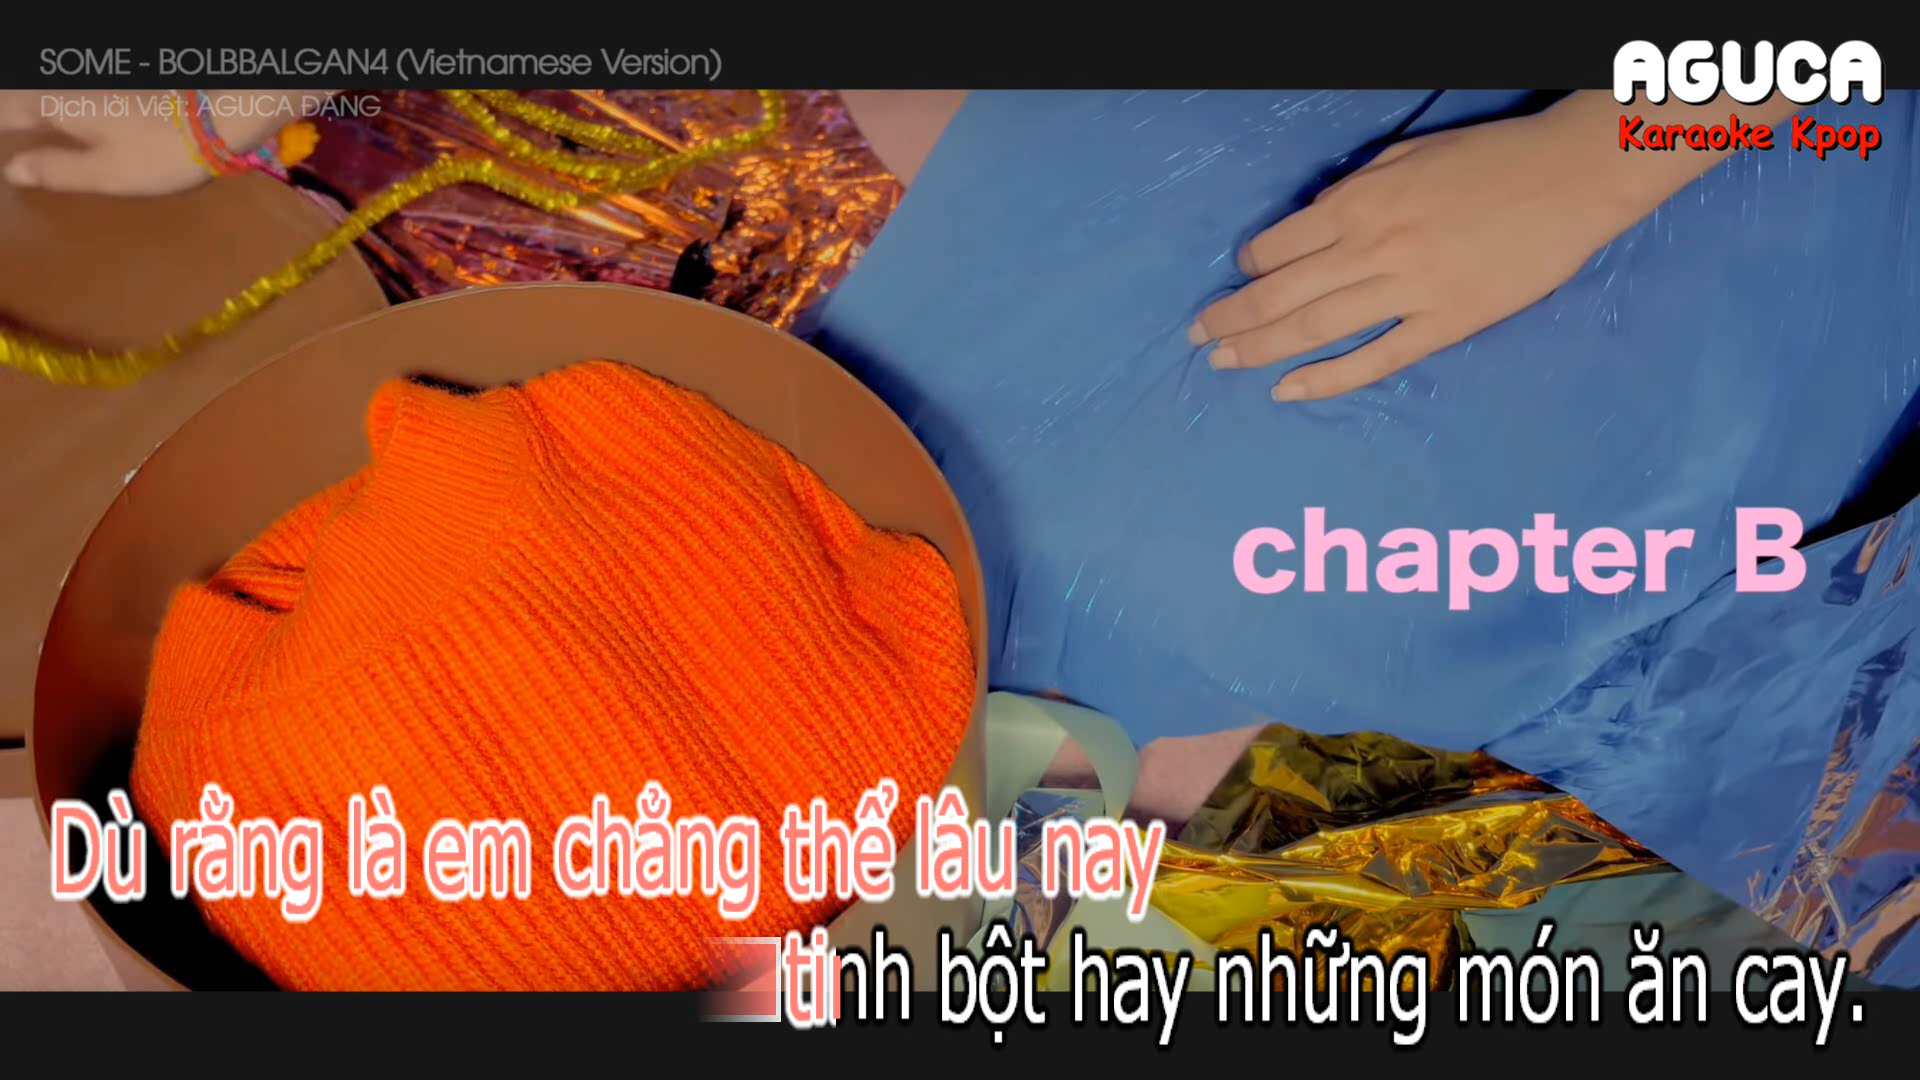 SOME - BOLBBALGAN4 (Vietnamese Version)
Dịch lời Việt: AGUCA ĐẶNG
AGUCA
Karaoke Kpop
chapter B
Dù rằng là em chẳng thể lâu nay
tinh bột hay những món ăn cay.